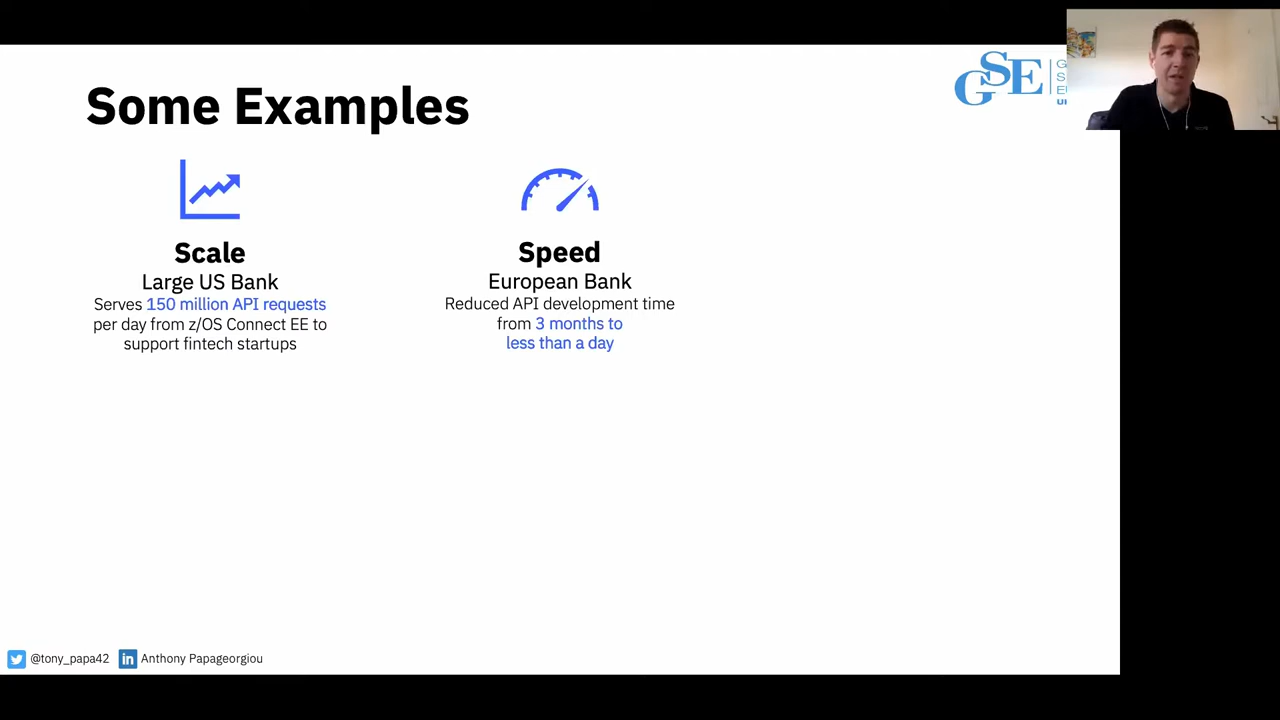 Some Examples
GSE
G
S
E
UI
Scale
Large US Bank
Serves 150 million API requests
per day from z/OS Connect EE to
support fintech startups
Speed
European Bank
Reduced API development time
from 3 months to
less than a day
@tony_papa42
in
Anthony Papageorgiou